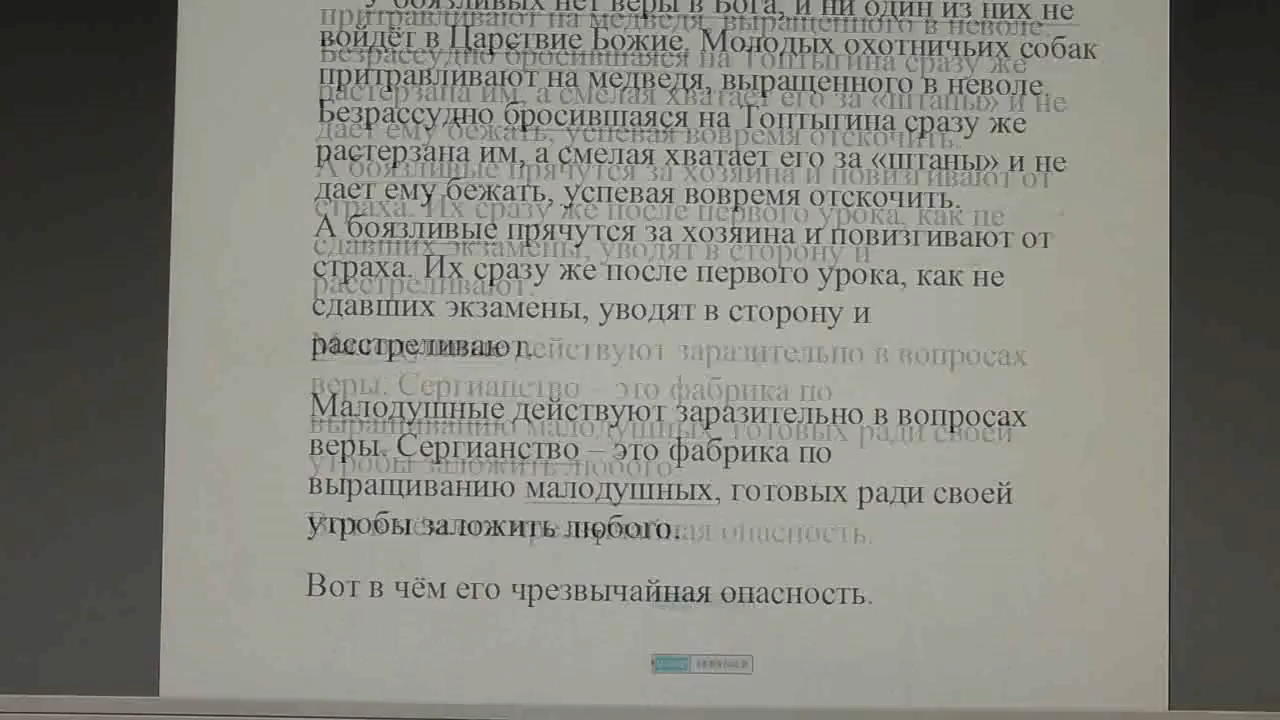 У боязливых нет веры в Бога, и ни один из них не
войдёт в Царствие Божие. Молодых охотничьих собак
притравливают на медведя, выращенного в неволе.
Безрассудно бросившаяся на Топтыгина сразу же
растерзана им, а смелая хватает его за «штаны» и не
дает ему бежать, успевая вовремя отскочить.
А боязливые прячутся за хозяина и повизгивают от
страха. Их сразу же после первого урока, как не
сдавших экзамены, уводят в сторону и
расстреливают.
Малодушные действуют заразительно в вопросах
веры. Сергианство – это фабрика по
выращиванию малодушных, готовых ради своей
утробы заложить любого.
Вот в чём его чрезвычайная опасность.